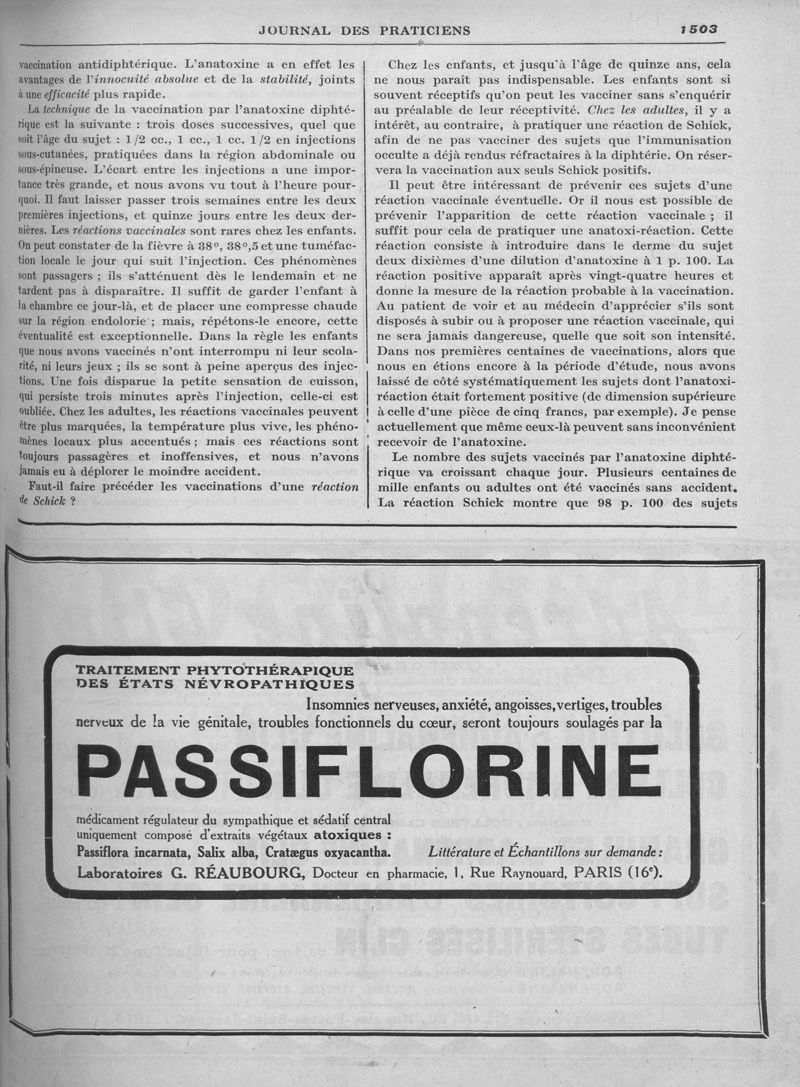 JOURNAL DES PRATICIENS 1503
vaccination antidiphtérique. L'anatoxine a en effet les
avantages de l'innocuité absolue et de la stabilité, joints
à une efficacité plus rapide.
La technique de la vaccination par l'anatoxine diphté-
rique est la suivante : trois doses successives, quel que
soit l'âge du sujet : 1/2 cc., 1 cc., 1 cc. 1/2 en injections
sous-cutanées, pratiquées dans la région abdominale ou
sous-épineuse. L'écart entre les injections a une impor-
tance très grande, et nous avons vu tout à l'heure pour-
quoi. Il faut laisser passer trois semaines entre les deux
premières injections, et quinze jours entre les deux der-
nières. Les réactions vaccinales sont rares chez les enfants.
On peut constater de la fièvre à 38°, 38°,5 et une tuméfac-
tion locale le jour qui suit l'injection. Ces phénomènes
sont passagers ; ils s'atténuent dès le lendemain et ne
tardent pas à disparaître. Il suffit de garder l'enfant à
la chambre ce jour-là, et de placer une compresse chaude
sur la région endolorie ; mais, répétons-le encore, cette
éventualité est exceptionnelle. Dans la règle les enfants
que nous avons vaccinés n'ont interrompu ni leur scola-
rité, ni leurs jeux ; ils se sont à peine aperçus des injec-
tions. Une fois disparue la petite sensation de cuisson,
qui persiste trois minutes après l'injection, celle-ci est
oubliée. Chez les adultes, les réactions vaccinales peuvent
être plus marquées, la température plus vive, les phéno-
mènes locaux plus accentués ; mais ces réactions sont
toujours passagères et inoffensives, et nous n'avons
jamais eu à déplorer le moindre accident.
Faut-il faire précéder les vaccinations d'une réaction
de Schick ?
Chez les enfants, et jusqu'à l'âge de quinze ans, cela
ne nous paraît pas indispensable. Les enfants sont si
souvent réceptifs qu'on peut les vacciner sans s'enquérir
au préalable de leur réceptivité. Chez les adultes, il y a
intérêt, au contraire, à pratiquer une réaction de Schick,
afin de ne pas vacciner des sujets que l'immunisation
occulte a déjà rendus réfractaires à la diphtérie. On réser-
vera la vaccination aux seuls Schick positifs.
Il peut être intéressant de prévenir ces sujets d'une
réaction vaccinale éventuelle. Or il nous est possible de
prévenir l'apparition de cette réaction vaccinale ; il
suffit pour cela de pratiquer une anatoxi-réaction. Cette
réaction consiste à introduire dans le derme du sujet
deux dixièmes d'une dilution d'anatoxine à 1 p. 100. La
réaction positive apparaît après vingt-quatre heures et
donne la mesure de la réaction probable à la vaccination.
Au patient de voir et au médecin d'apprécier s'ils sont
disposés à subir ou à proposer une réaction vaccinale, qui
ne sera jamais dangereuse, quelle que soit son intensité.
Dans nos premières centaines de vaccinations, alors que
nous en étions encore à la période d'étude, nous avons
laissé de côté systématiquement les sujets dont l'anatoxi-
réaction était fortement positive (de dimension supérieure
à celle d'une pièce de cinq francs, par exemple). Je pense
actuellement que même ceux-là peuvent sans inconvénient
recevoir de l'anatoxine.
Le nombre des sujets vaccinés par l'anatoxine diphté-
rique va croissant chaque jour. Plusieurs centaines de
mille enfants ou adultes ont été vaccinés sans accident.
La réaction Schick montre que 98 p. 100 des sujets
TRAITEMENT PHYTOTHÉRAPIQUE
DES ÉTATS NÉVROPATHIQUES
Insomnies nerveuses, anxiété, angoisses, vertiges, troubles
nerveux de la vie génitale, troubles fonctionnels du cœur, seront toujours soulagés par la
PASSIFLORINE
médicament régulateur du sympathique et sédatif central
uniquement composé d'extraits végétaux atoxiques :
Passiflora incarnata, Salix alba, Cratægus oxyacantha. Littérature et Échantillons sur demande :
Laboratoires G. RÉAUBOURG, Docteur en pharmacie, 1, Rue Raynouard, PARIS (16e).